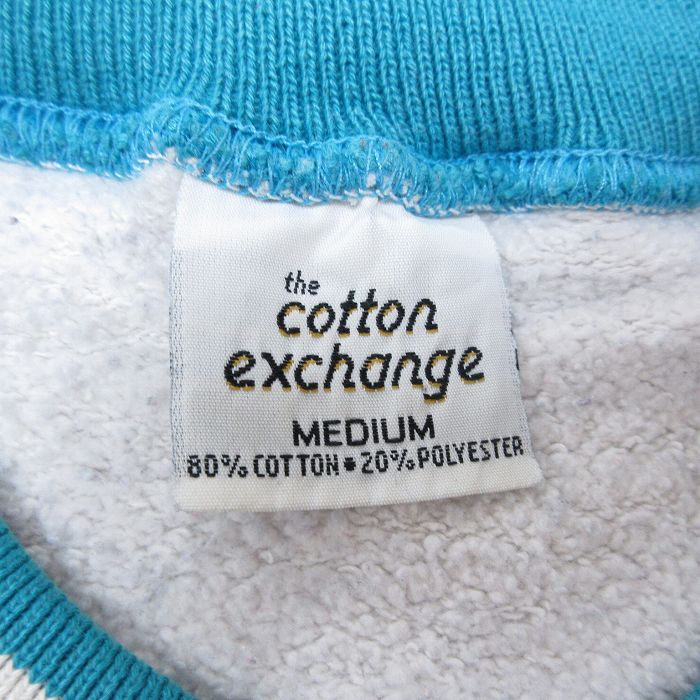 the
cotton
exchange
MEDIUM
80% COTTON • 20% POLYESTER